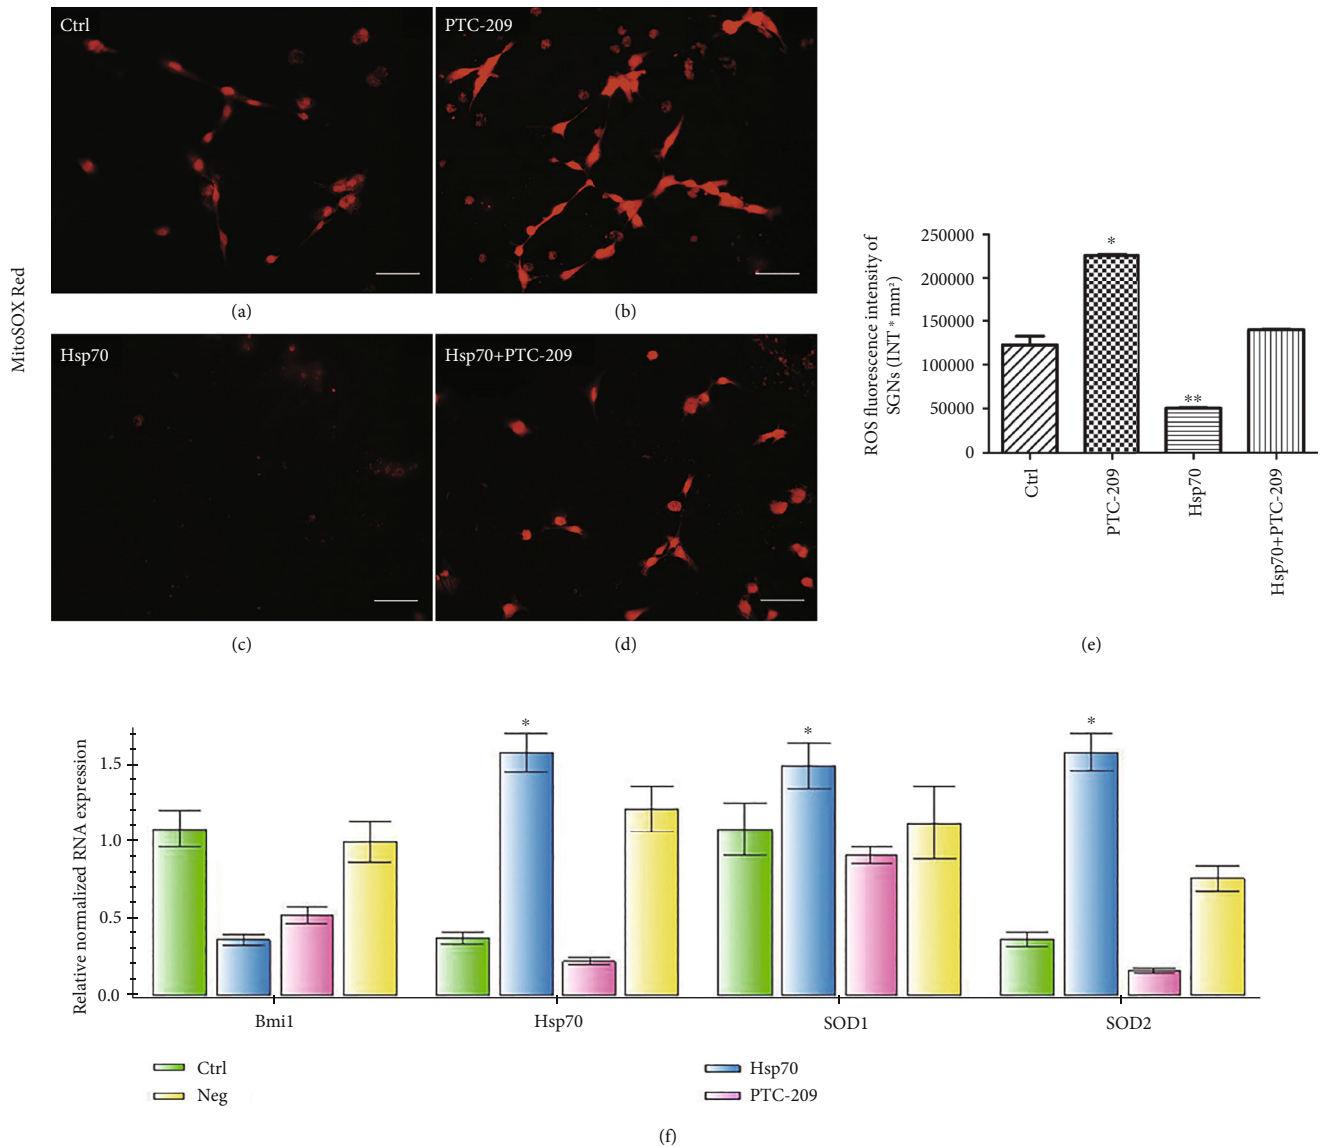 MitoSOX Red
Ctrl
PTC-209
(a)
(b)
Hsp70
Hsp70+PTC-209
(c)
(d)
ROS fluorescence intensity of
SGNs (INT * mm²)
250000
200000
150000
100000
50000
0
*
**
Ctrl
PTC-209
Hsp70
Hsp70+PTC-209
(e)
Relative normalized RNA expression
1.5
1.0
0.5
0.0
*
*
*
Bmi1
Hsp70
SOD1
SOD2
Ctrl
Neg
Hsp70
PTC-209
(f)